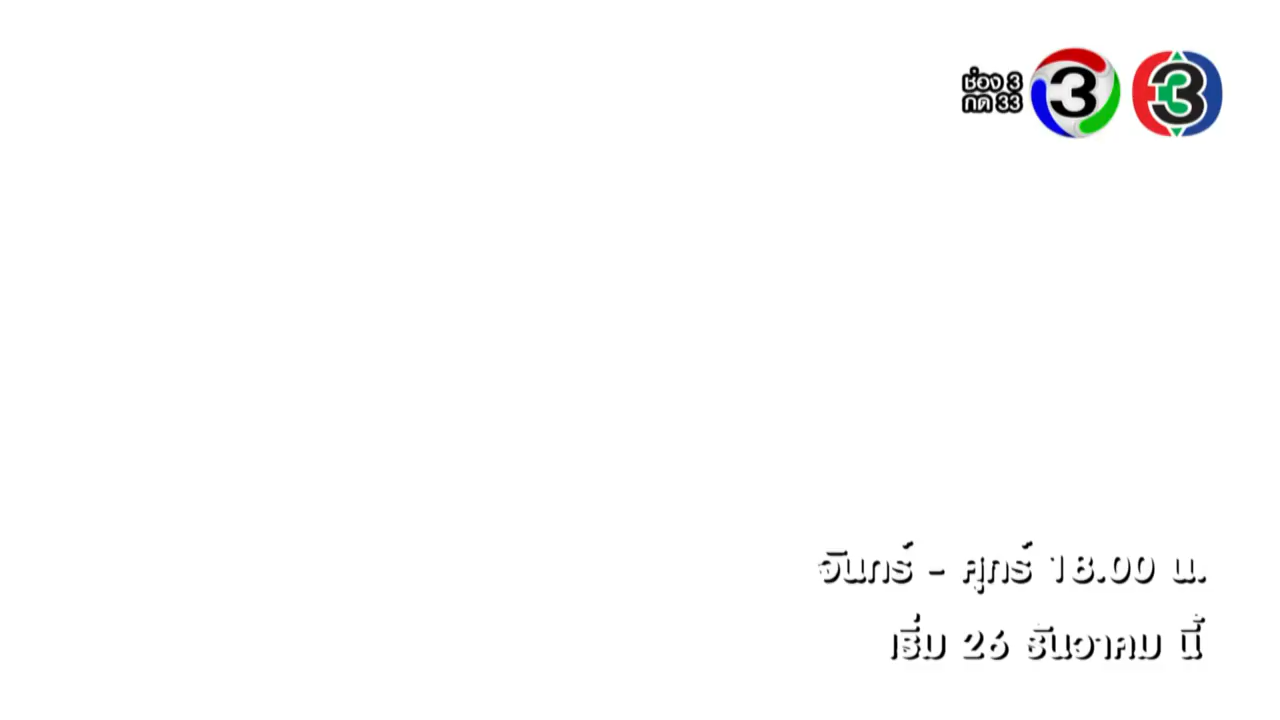 ช่อง 3
กด 33
3
3
จันทร์ - ศุกร์ 18.00 น.
เริ่ม 26 ธันวาคม นี้